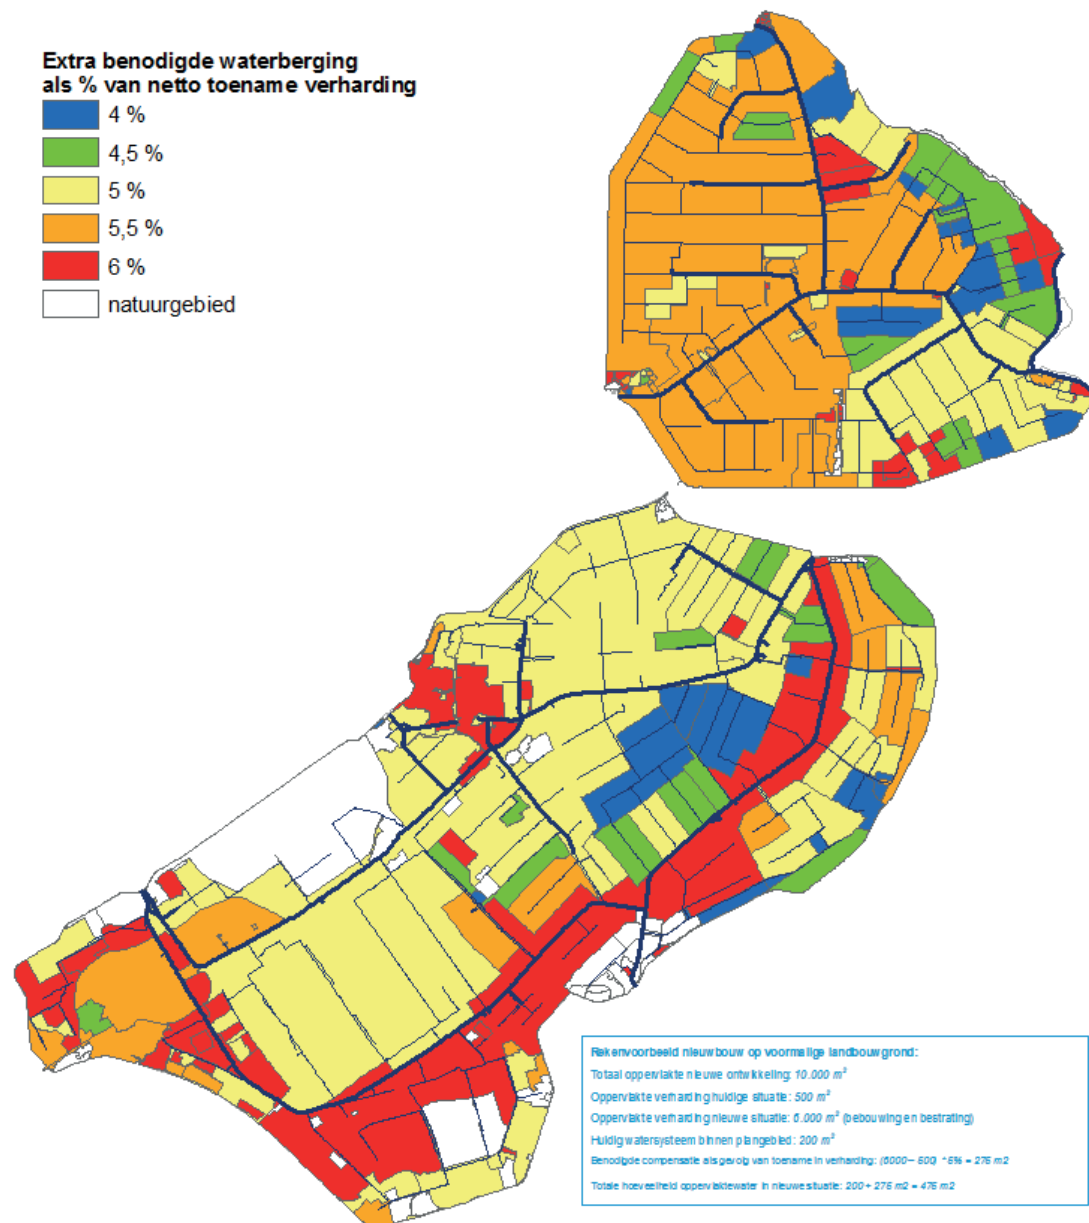 Extra benodigde waterberging
als % van netto toename verharding
4 %
4,5 %
5 %
5,5 %
6 %
natuurgebied
Rekenvoorbeeld nieuwbouw op voormalige landbouwgrond:
Totaal oppervlakte nieuwe ontwikkeling: 10.000 m²
Oppervlakte verharding huidige situatie: 500 m²
Oppervlakte verharding nieuwe situatie: 6.000 m² (bebouwing en bestrating)
Huidig watersysteem binnen plangebied: 200 m²
Benodigde compensatie als gevolg van toename in verharding: (6000 – 500) *5% = 275 m2
Totale hoeveelheid oppervlaktewater in nieuwe situatie: 200 + 275 m2 = 475 m2